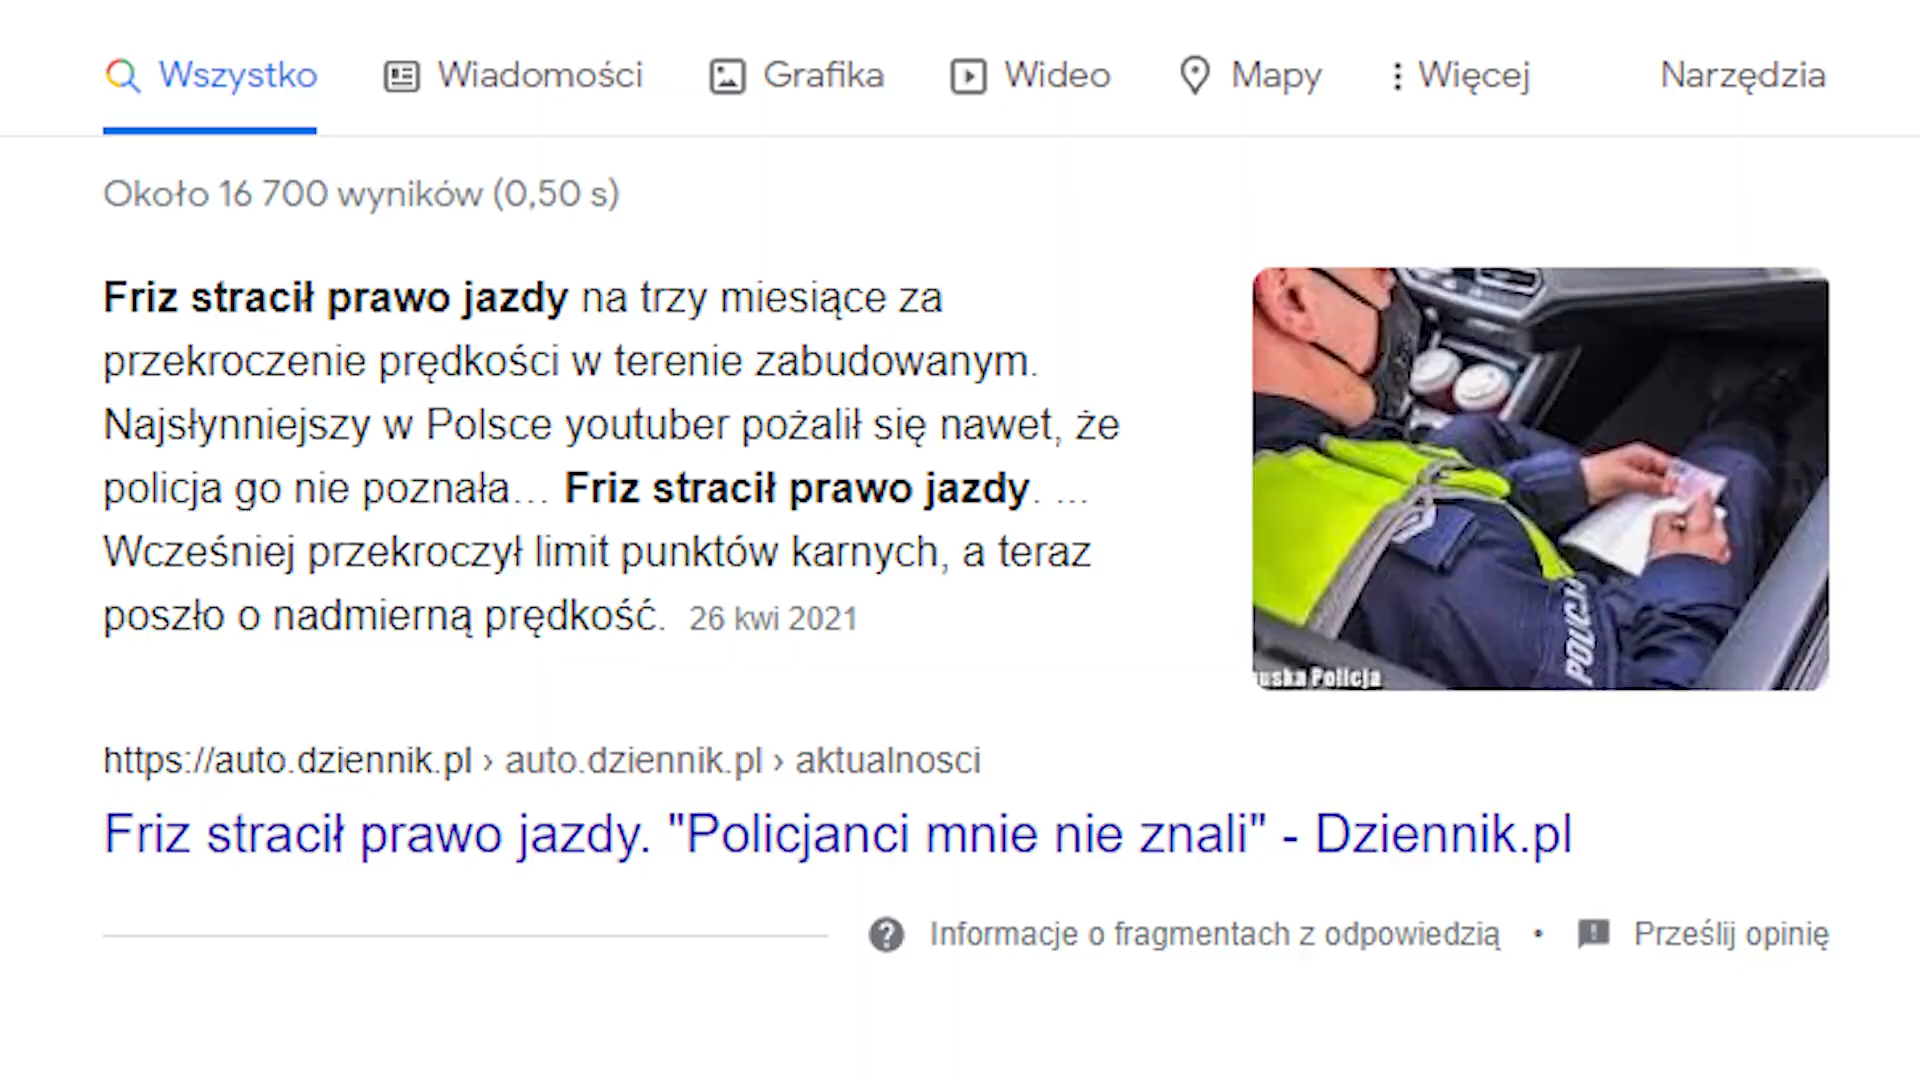 Wszystko Wiadomości Grafika Wideo Mapy Więcej Narzędzia
Około 16 700 wyników (0,50 s)
Friz stracił prawo jazdy na trzy miesiące za
przekroczenie prędkości w terenie zabudowanym.
Najsłynniejszy w Polsce youtuber pożalił się nawet, że
policja go nie poznała... Friz stracił prawo jazdy. ...
Wcześniej przekroczył limit punktów karnych, a teraz
poszło o nadmierną prędkość. 26 kwi 2021
POLICJA
uska Policja
https://auto.dziennik.pl › auto.dziennik.pl › aktualnosci
Friz stracił prawo jazdy. "Policjanci mnie nie znali" - Dziennik.pl
Informacje o fragmentach z odpowiedzią • Prześlij opinię